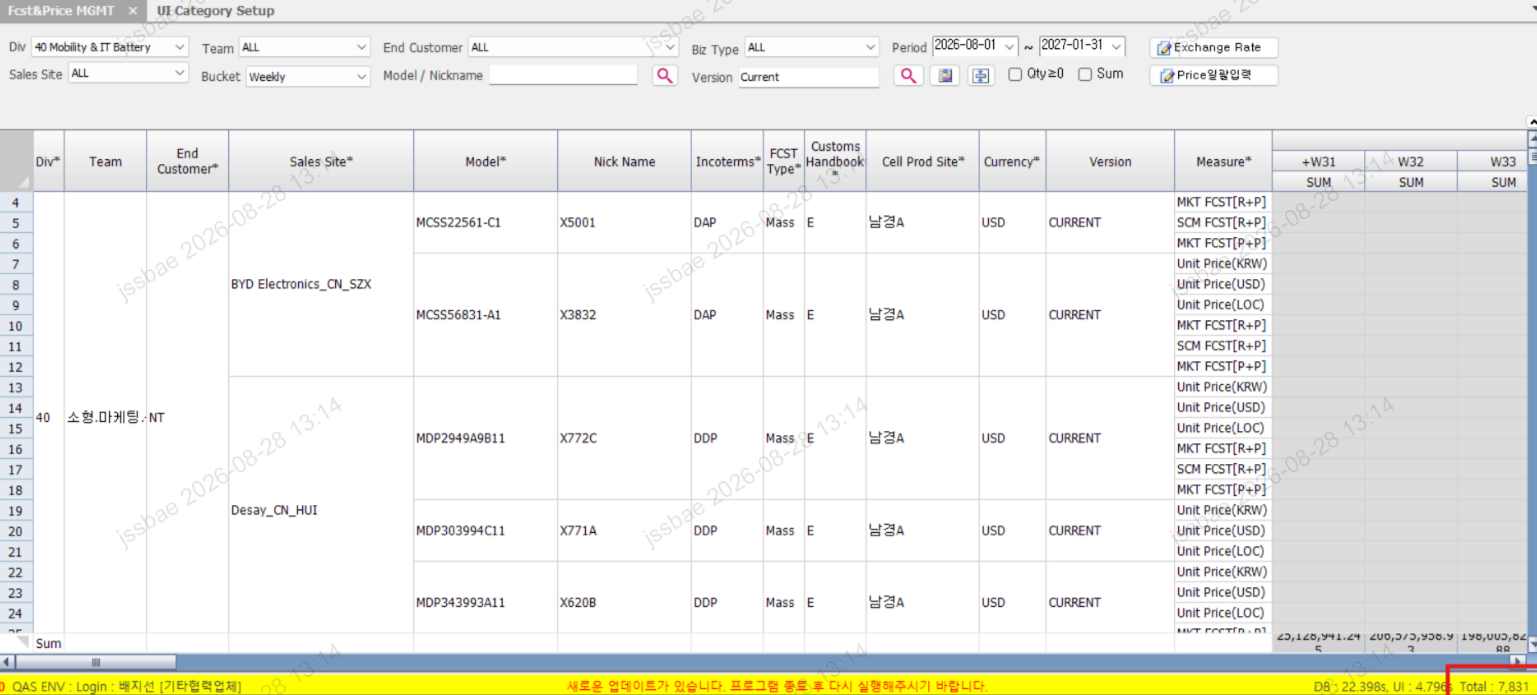 Fcst&Price MGMT × UI Category Setup
Div 40 Mobility & IT Battery Team ALL End Customer ALL Biz Type ALL Period 2026-08-01 ~ 2027-01-31 Exchange Rate
Sales Site ALL Bucket Weekly Model / Nickname Version Current Qty≥0 Sum Price일괄입력
Div* Team End Customer* Sales Site* Model* Nick Name Incoterms* FCST Type* Customs Handbook* Cell Prod Site* Currency* Version Measure* +W31 W32 W33
SUM SUM SUM
4 MKT FCST[R+P]
5 MCSS22561-C1 X5001 DAP Mass E 남경A USD CURRENT SCM FCST[R+P]
6 MKT FCST[P+P]
7 Unit Price(KRW)
8 BYD Electronics_CN_SZX Unit Price(USD)
9 Unit Price(LOC)
MCSS56831-A1 X3832 DAP Mass E 남경A USD CURRENT
10 MKT FCST[R+P]
11 SCM FCST[R+P]
12 MKT FCST[P+P]
13 Unit Price(KRW)
14 Unit Price(USD)
40 소형.마케팅. NT
15 Unit Price(LOC)
MDP2949A9B11 X772C DDP Mass E 남경A USD CURRENT
16 MKT FCST[R+P]
17 SCM FCST[R+P]
18 MKT FCST[P+P]
19 Desay_CN_HUI Unit Price(KRW)
20 MDP303994C11 X771A DDP Mass E 남경A USD CURRENT Unit Price(USD)
21 Unit Price(LOC)
22 Unit Price(KRW)
23 Unit Price(USD)
MDP343993A11 X620B DDP Mass E 남경A USD CURRENT
24 Unit Price(LOC)
25 MKT FCST[R+P]
Sum 25,128,941.245 206,575,958.93 198,005,8288
QAS ENV : Login : 배지선 [기타협력업체] 새로운 업데이트가 있습니다. 프로그램 종료 후 다시 실행해주시기 바랍니다. DB : 22.398s, UI : 4.796s Total : 7,831
jssbae 2026-08-28 13:14